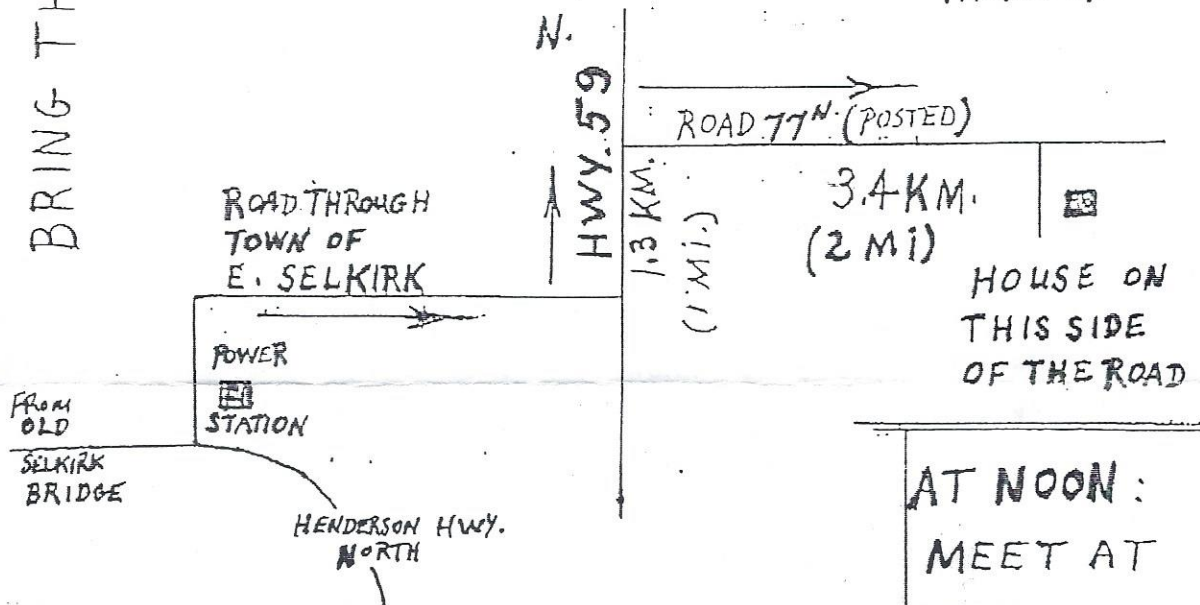 BRING
N.
HWY. 59
ROAD 77N. (POSTED)
1.3 KM.
(1 Mi.)
3.4 KM.
(2 Mi)
ROAD THROUGH
TOWN OF
E. SELKIRK
HOUSE ON
THIS SIDE
OF THE ROAD
POWER
STATION
FROM
OLD
SELKIRK
BRIDGE
HENDERSON HWY.
NORTH
AT NOON:
MEET AT